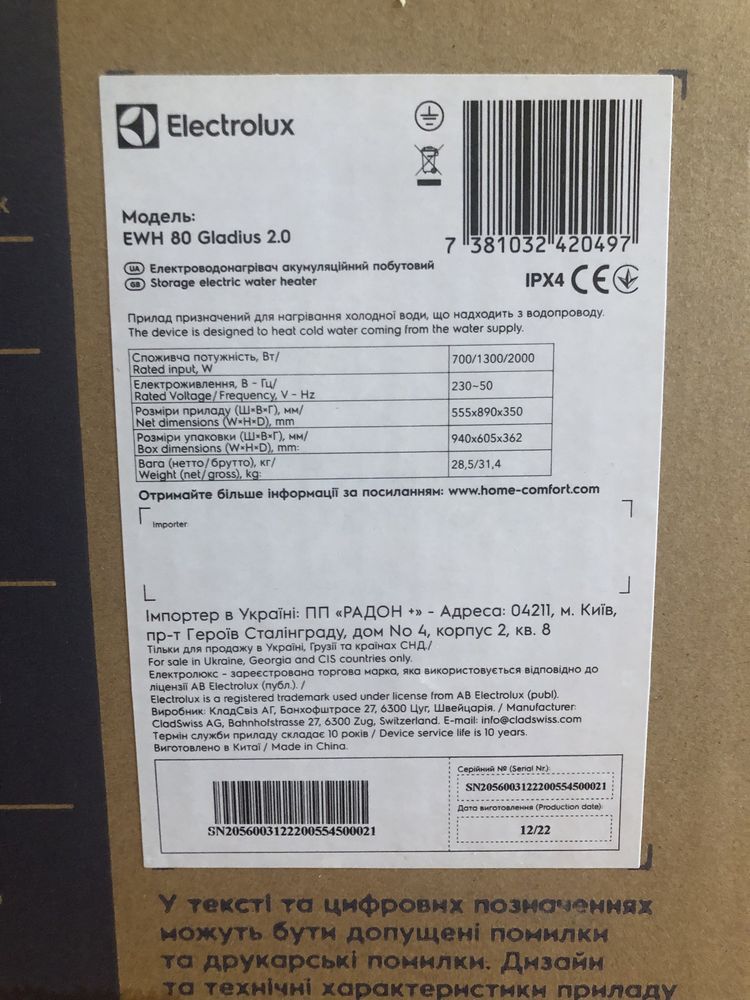 Electrolux
Модель:
EWH 80 Gladius 2.0
7 381032 420497
UA Електроводонагрівач акумуляційний побутовий
GB Storage electric water heater
IPX4 CE
Прилад призначений для нагрівання холодної води, що надходить з водопроводу.
The device is designed to heat cold water coming from the water supply.
Споживча потужність, Вт/
Rated input, W
700/1300/2000
Електроживлення, В - Гц/
Rated Voltage/Frequency, V - Hz
230~50
Розміри приладу (Ш×В×Г), мм/
Net dimensions (W×H×D), mm
555x890x350
Розміри упаковки (Ш×В×Г), мм/
Box dimensions (W×H×D), mm:
940x605x362
Вага (нетто/брутто), кг/
Weight (net/gross), kg:
28,5/31,4
Отримайте більше інформації за посиланням: www.home-comfort.com
Importer
Імпортер в Україні: ПП «РАДОН +» - Адреса: 04211, м. Київ,
пр-т Героїв Сталінграду, дом No 4, корпус 2, кв. 8
Тільки для продажу в Україні, Грузії та країнах СНД./
For sale in Ukraine, Georgia and CIS countries only.
Електролюкс - зареєстрована торгова марка, яка використовується відповідно до
ліцензії AB Electrolux (публ.). /
Electrolux is a registered trademark used under license from AB Electrolux (publ).
Виробник: КладСвіз АГ, Банхофштрассе 27, 6300 Цуг, Швейцарія. / Manufacturer:
CladSwiss AG, Bahnhofstrasse 27, 6300 Zug, Switzerland. E-mail: info@cladswiss.com
Термін служби приладу складає 10 років / Device service life is 10 years.
Виготовлено в Китаї / Made in China.
SN2056003122200554500021
Серійний № (Serial Nr.):
SN2056003122200554500021
Дата виготовлення (Production date):
12/22
У тексті та цифрових позначеннях
можуть бути допущені помилки
та друкарські помилки. Дизайн
та технічні характеристики приладу